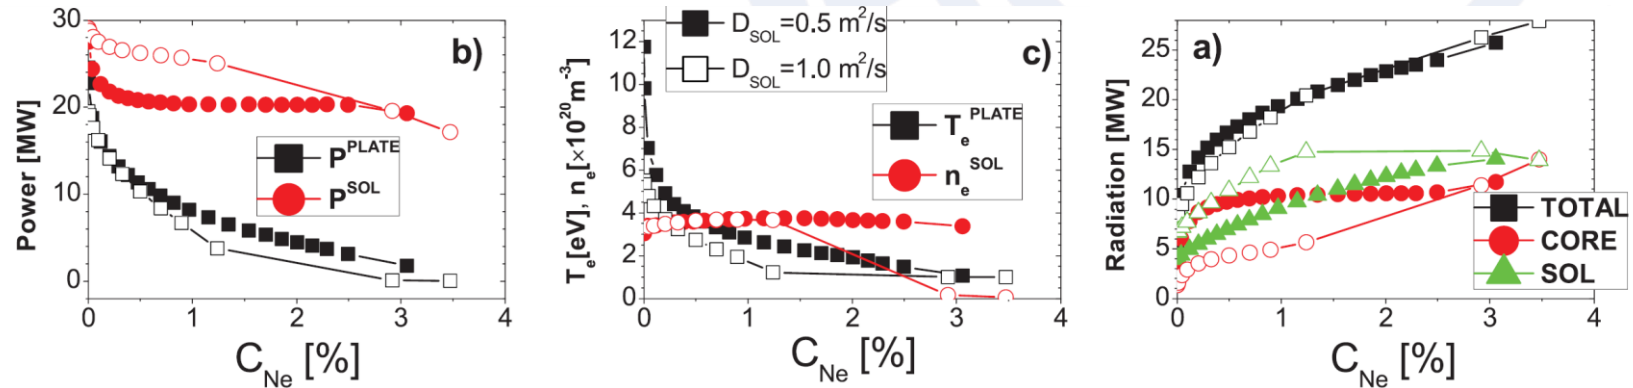 b)
30
20
10
0
Power [MW]
P^PLATE
P^SOL
0 1 2 3 4
C_Ne [%]
D_SOL=0.5 m²/s
D_SOL=1.0 m²/s
c)
12
10
8
6
4
2
0
T_e[eV], n_e[×10²⁰m⁻³]
T_e^PLATE
n_e^SOL
0 1 2 3 4
C_Ne [%]
a)
25
20
15
10
5
0
Radiation [MW]
TOTAL
CORE
SOL
0 1 2 3 4
C_Ne [%]